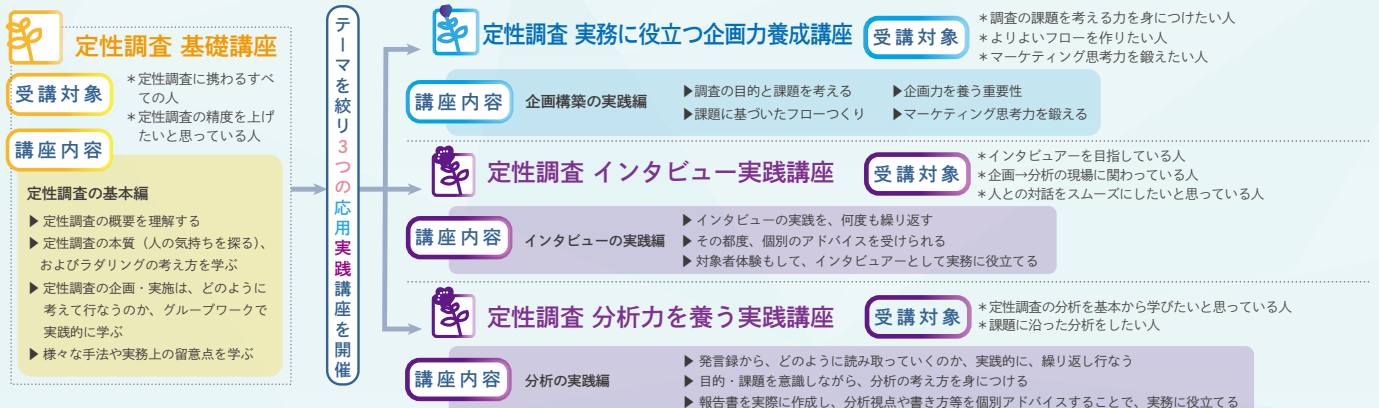 定性調査 基礎講座
受講対象
＊定性調査に携わるすべ
ての人
＊定性調査の精度を上げ
たいと思っている人
講座内容
定性調査の基本編
▶ 定性調査の概要を理解する
▶ 定性調査の本質（人の気持ちを探る）、
およびラダリングの考え方を学ぶ
▶ 定性調査の企画・実施は、どのように
考えて行なうのか、グループワークで
実践的に学ぶ
▶ 様々な手法や実務上の留意点を学ぶ
テーマを絞り3つの応用実践講座を開催
定性調査 実務に役立つ企画力養成講座
受講対象
＊調査の課題を考える力を身につけたい人
＊よりよいフローを作りたい人
＊マーケティング思考力を鍛えたい人
講座内容
企画構築の実践編
▶調査の目的と課題を考える
▶課題に基づいたフローつくり
▶企画力を養う重要性
▶マーケティング思考力を鍛える
定性調査 インタビュー実践講座
受講対象
＊インタビュアーを目指している人
＊企画→分析の現場に関わっている人
＊人との対話をスムーズにしたいと思っている人
講座内容
インタビューの実践編
▶ インタビューの実践を、何度も繰り返す
▶ その都度、個別のアドバイスを受けられる
▶ 対象者体験もして、インタビュアーとして実務に役立てる
定性調査 分析力を養う実践講座
受講対象
＊定性調査の分析を基本から学びたいと思っている人
＊課題に沿った分析をしたい人
講座内容
分析の実践編
▶ 発言録から、どのように読み取っていくのか、実践的に、繰り返し行なう
▶ 目的・課題を意識しながら、分析の考え方を身につける
▶ 報告書を実際に作成し、分析視点や書き方等を個別アドバイスすることで、実務に役立てる